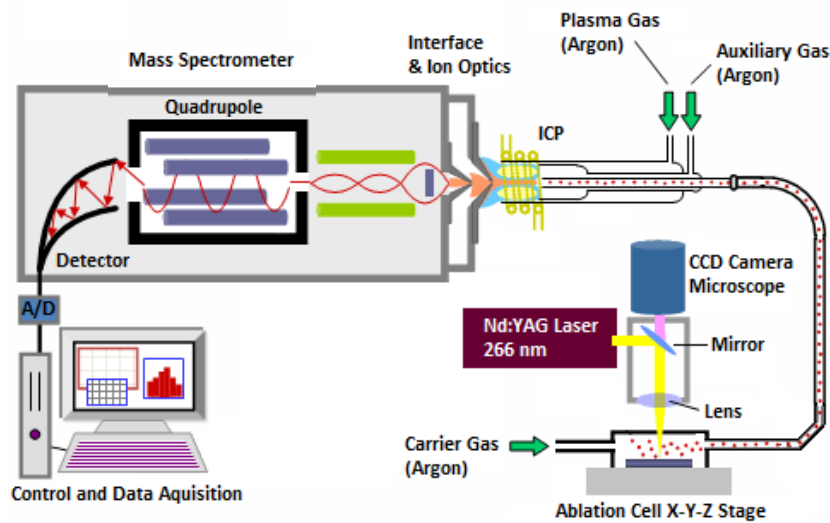 Plasma Gas
(Argon)
Auxiliary Gas
(Argon)
Interface
& Ion Optics
Mass Spectrometer
Quadrupole
ICP
Detector
A/D
CCD Camera
Microscope
Nd:YAG Laser
266 nm
Mirror
Lens
Carrier Gas
(Argon)
Control and Data Aquisition
Ablation Cell X-Y-Z Stage